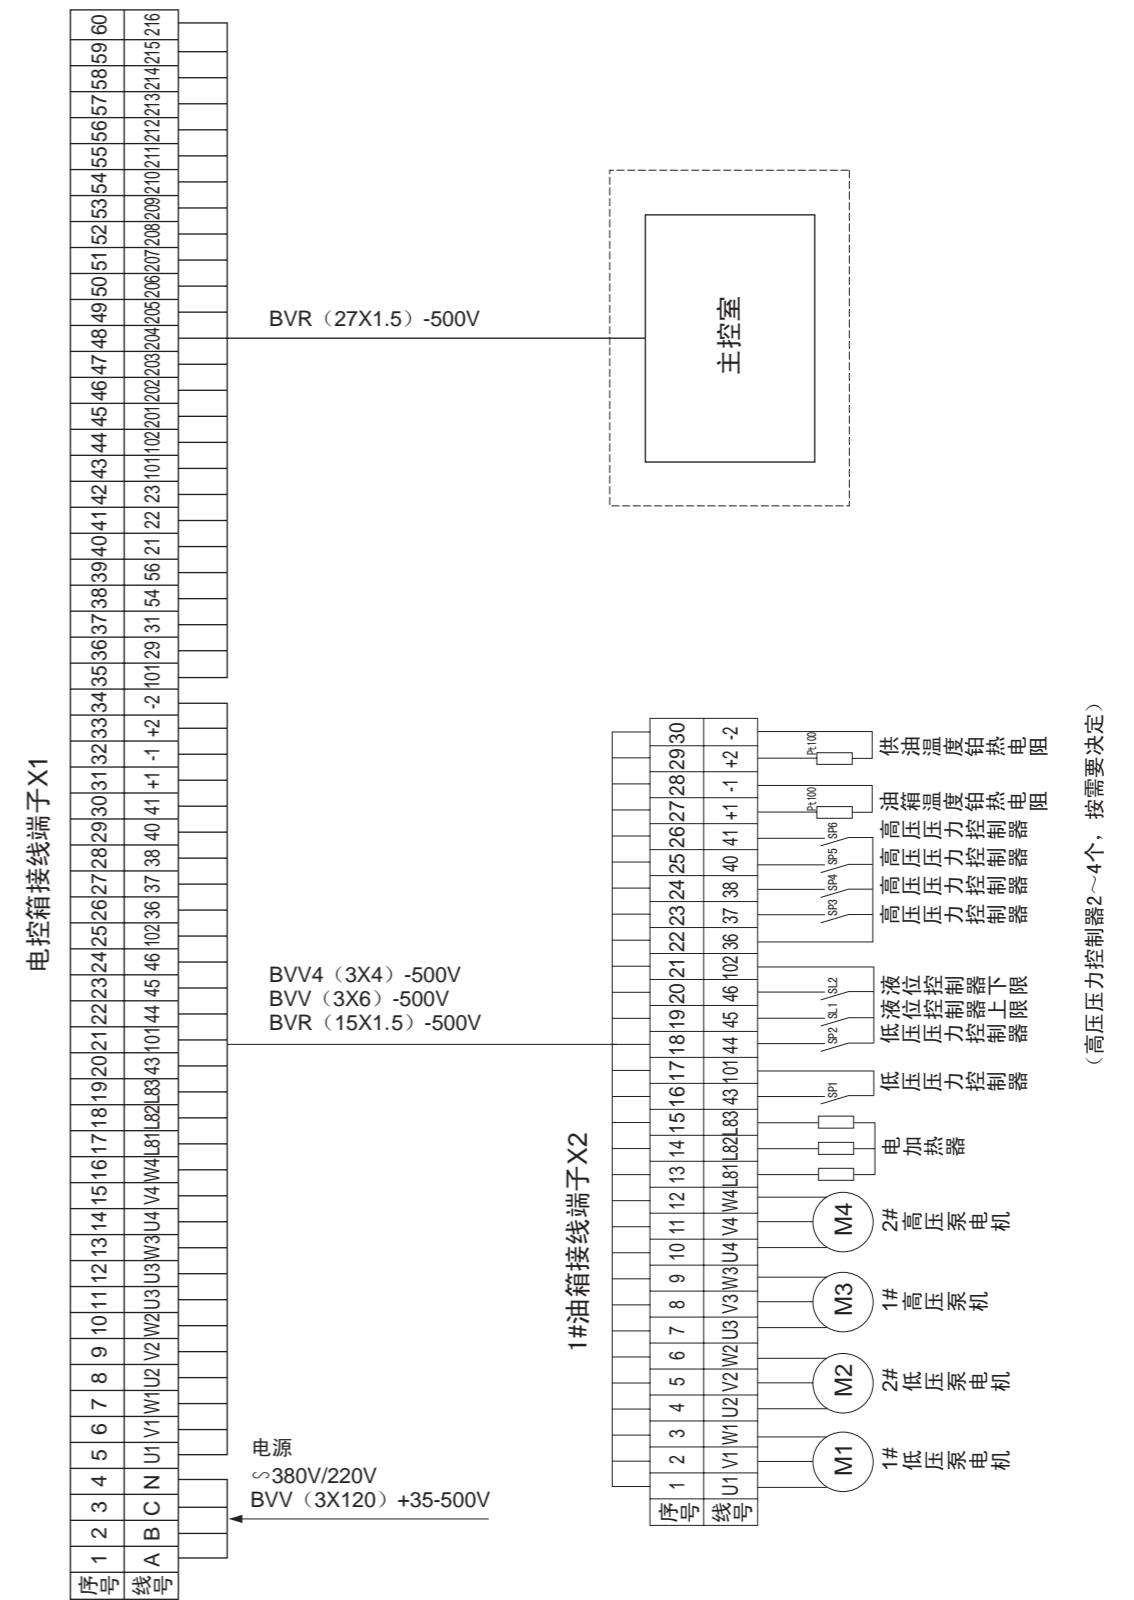 电控箱接线端子X1
序号 1 2 3 4 5 6 7 8 9 10 11 12 13 14 15 16 17 18 19 20 21 22 23 24 25 26 27 28 29 30 31 32 33 34 35 36 37 38 39 40 41 42 43 44 45 46 47 48 49 50 51 52 53 54 55 56 57 58 59 60
线号 A B C N U1 V1 W1 U2 V2 W2 U3 U3 W3 U4 V4 W4 L81 L82 L83 43 101 44 45 46 102 36 37 38 40 41 +1 -1 +2 -2 101 29 31 54 56 21 22 23 101 102 201 202 203 204 205 206 207 208 209 210 211 212 213 214 215 216
电源
∽380V/220V
BVV（3X120）+35-500V
BVV4（3X4）-500V
BVV（3X6）-500V
BVR（15X1.5）-500V
BVR（27X1.5）-500V
主控室
1#油箱接线端子X2
序号 1 2 3 4 5 6 7 8 9 10 11 12 13 14 15 16 17 18 19 20 21 22 23 24 25 26 27 28 29 30
线号 U1 V1 W1 U2 V2 W2 U3 V3 W3 U4 V4 W4 L81 L82 L83 43 101 44 45 46 102 36 37 38 40 41 +1 -1 +2 -2
M1
M2
M3
M4
SP1
SP2
SL1
SL2
SP3
SP4
SP5
SP6
Pt100
Pt100
1#低压泵电机
2#低压泵电机
1#高压泵机
2#高压泵电机
电加热器
低压压力控制器
低压压力控制器
液位控制器上限
液位控制器下限
高压压力控制器
高压压力控制器
高压压力控制器
高压压力控制器
油箱温度铂热电阻
供油温度铂热电阻
（高压压力控制器2～4个，按需要决定）